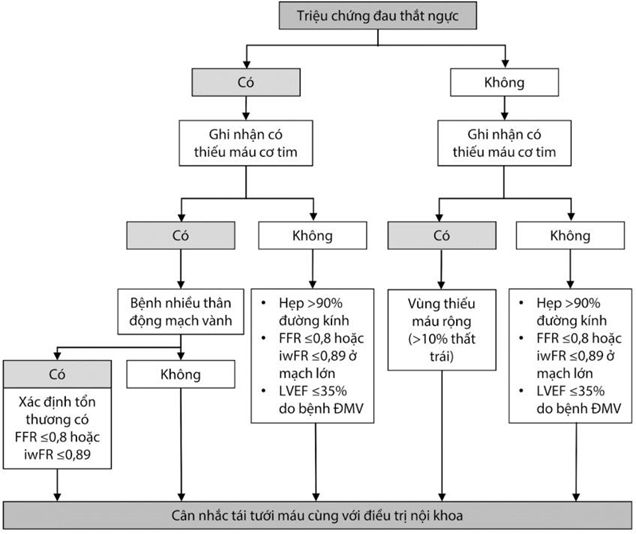 Triệu chứng đau thắt ngực
Có
Không
Ghi nhận có
thiếu máu cơ tim
Ghi nhận có
thiếu máu cơ tim
Có
Không
Có
Không
Bệnh nhiều thân
động mạch vành
• Hẹp >90%
đường kính
• FFR ≤0,8 hoặc
iwFR ≤0,89 ở
mạch lớn
• LVEF ≤35%
do bệnh ĐMV
Vùng thiếu
máu rộng
(>10% thất
trái)
• Hẹp >90%
đường kính
• FFR ≤0,8 hoặc
iwFR ≤0,89 ở
mạch lớn
• LVEF ≤35%
do bệnh ĐMV
Có
Không
Xác định tổn
thương có
FFR ≤0,8 hoặc
iwFR ≤0,89
Cân nhắc tái tưới máu cùng với điều trị nội khoa